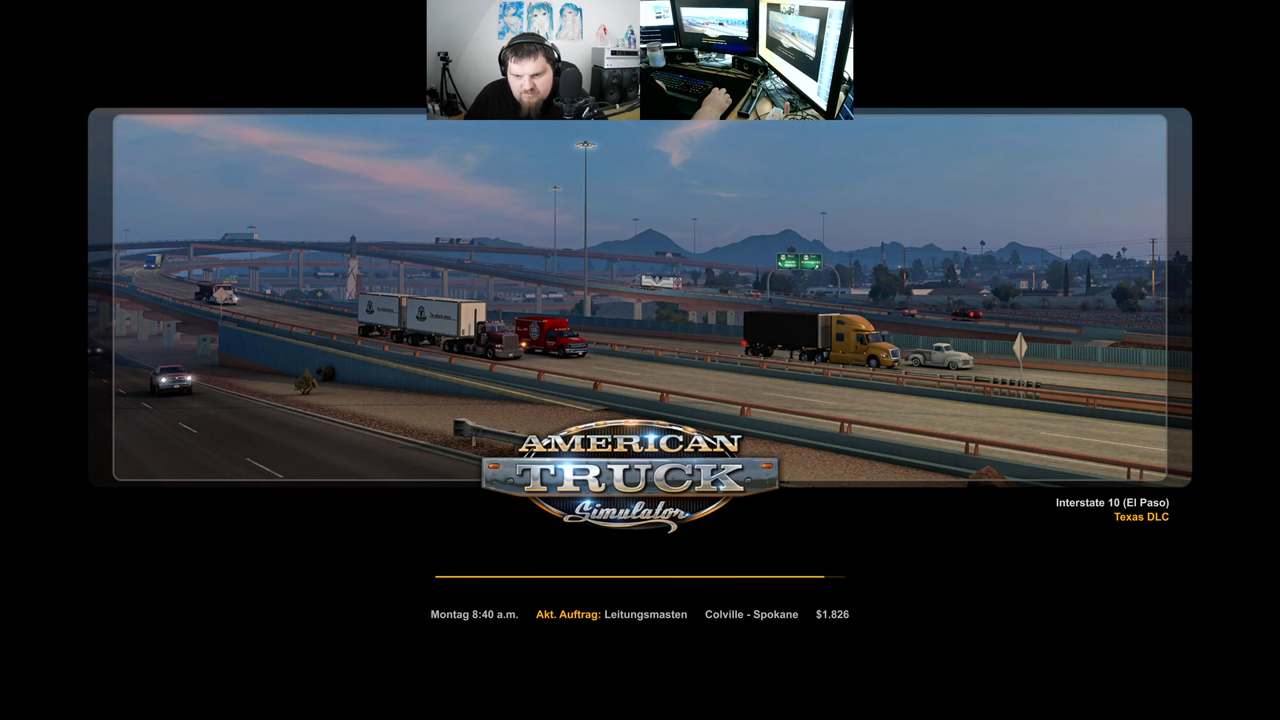 AMERICAN
TRUCK
Simulator
Interstate 10 (El Paso)
Texas DLC
Montag 8:40 a.m. Akt. Auftrag: Leitungsmasten Colville - Spokane $1.826